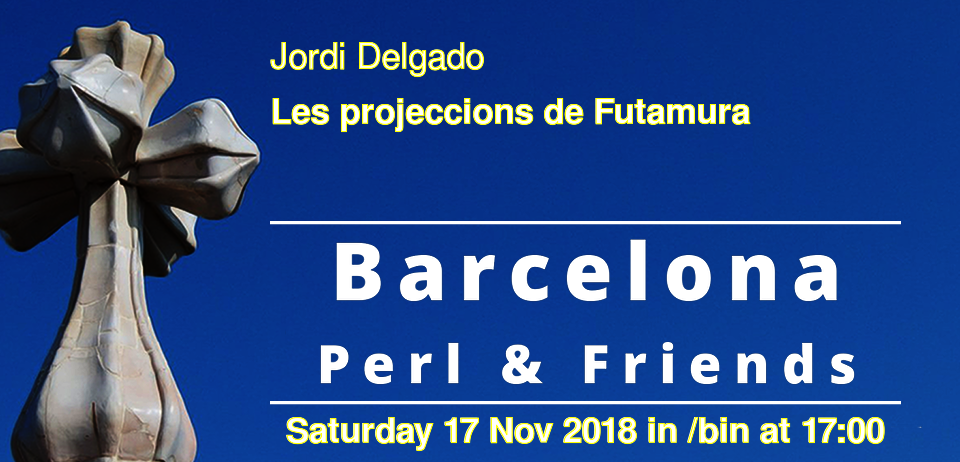 Jordi Delgado
Les projeccions de Futamura
Barcelona
Perl & Friends
Saturday 17 Nov 2018 in /bin at 17:00